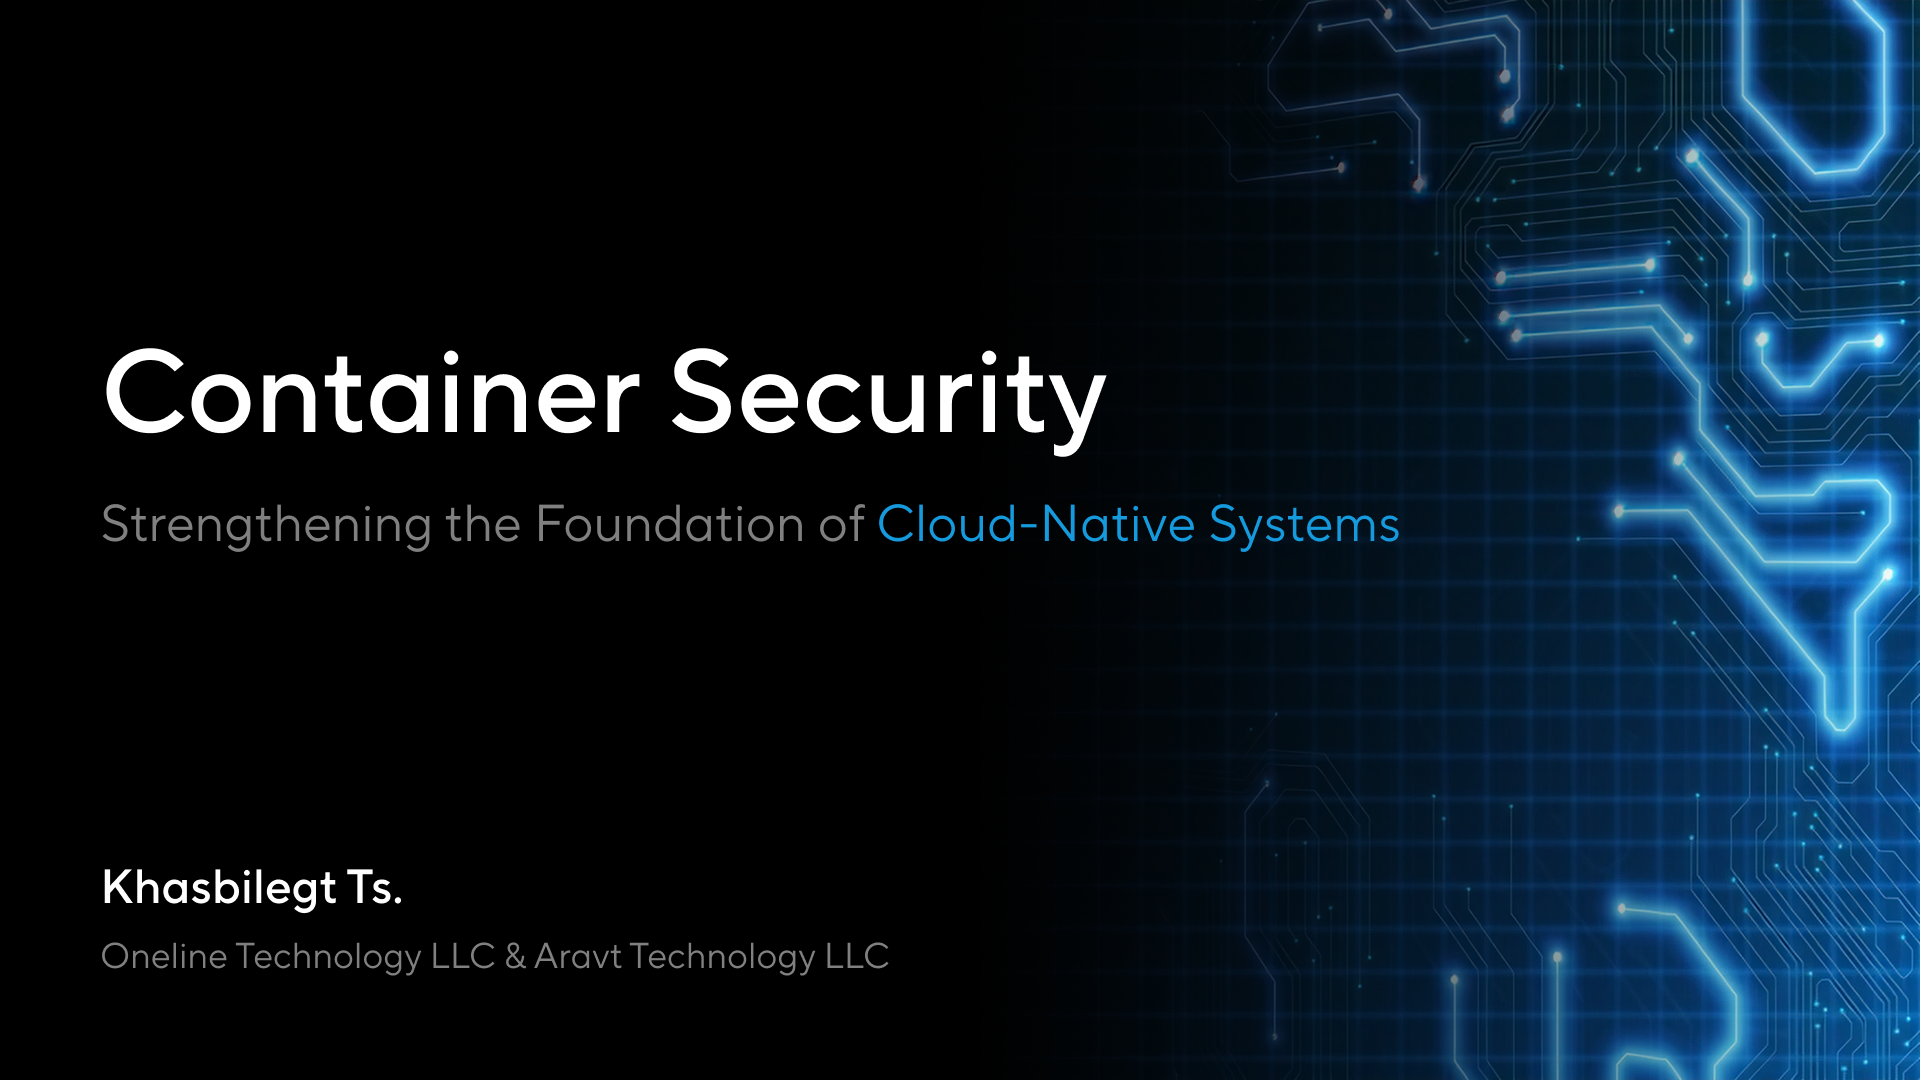 Container Security
Strengthening the Foundation of Cloud-Native Systems
Khasbilegt Ts.
Oneline Technology LLC & Aravt Technology LLC